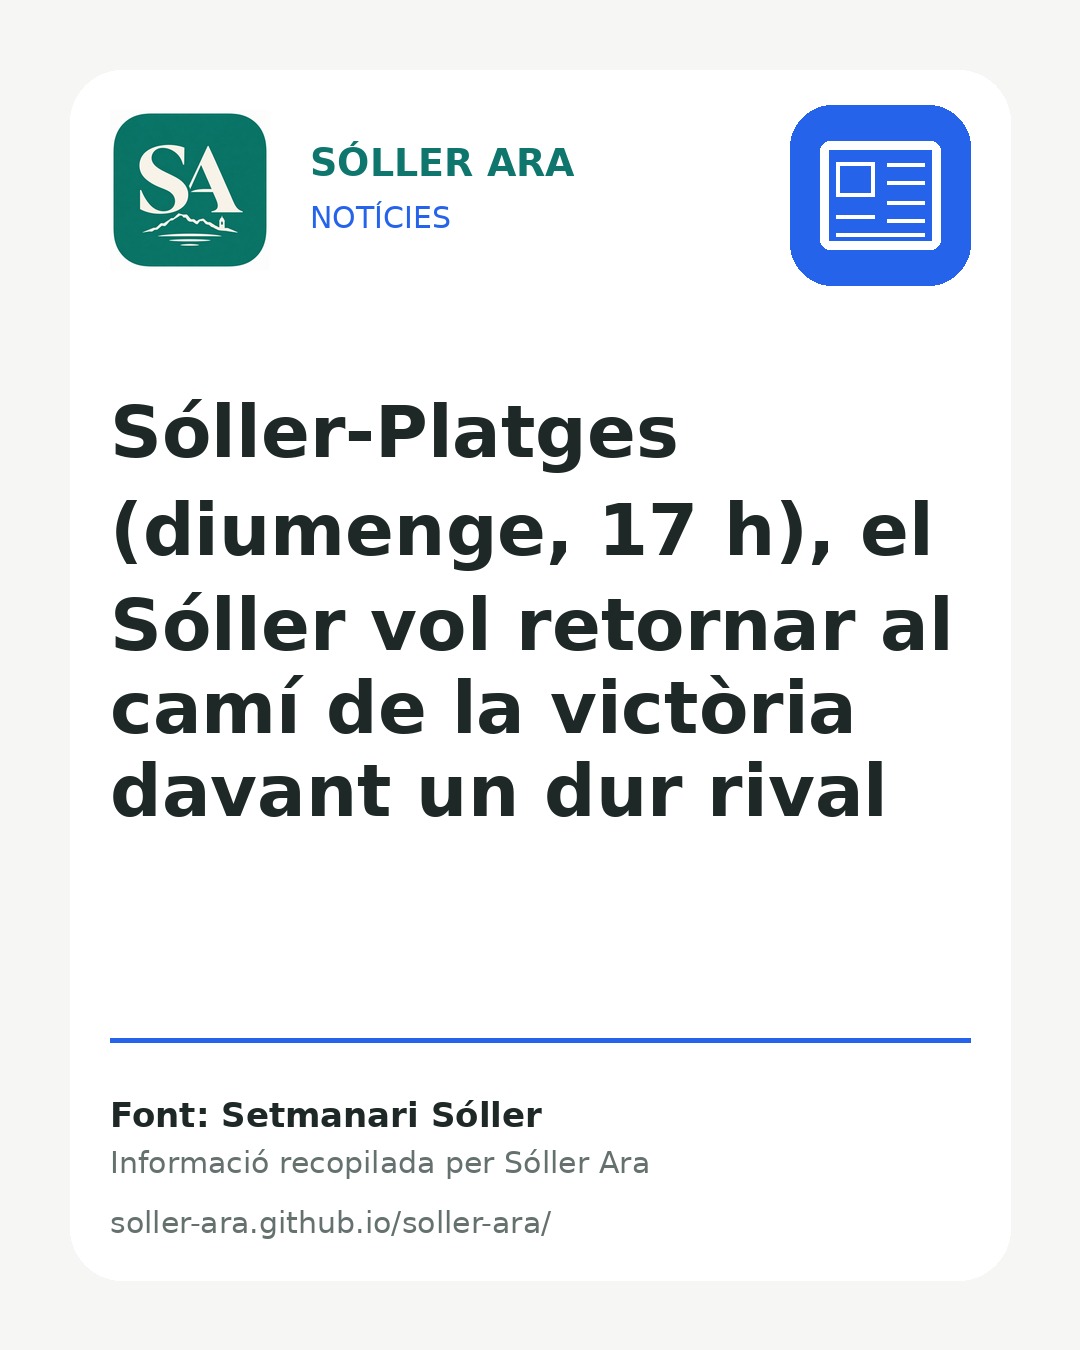 SA
SÓLLER ARA
NOTÍCIES
Sóller-Platges
(diumenge, 17 h), el
Sóller vol retornar al
camí de la victòria
davant un dur rival
Font: Setmanari Sóller
Informació recopilada per Sóller Ara
soller-ara.github.io/soller-ara/